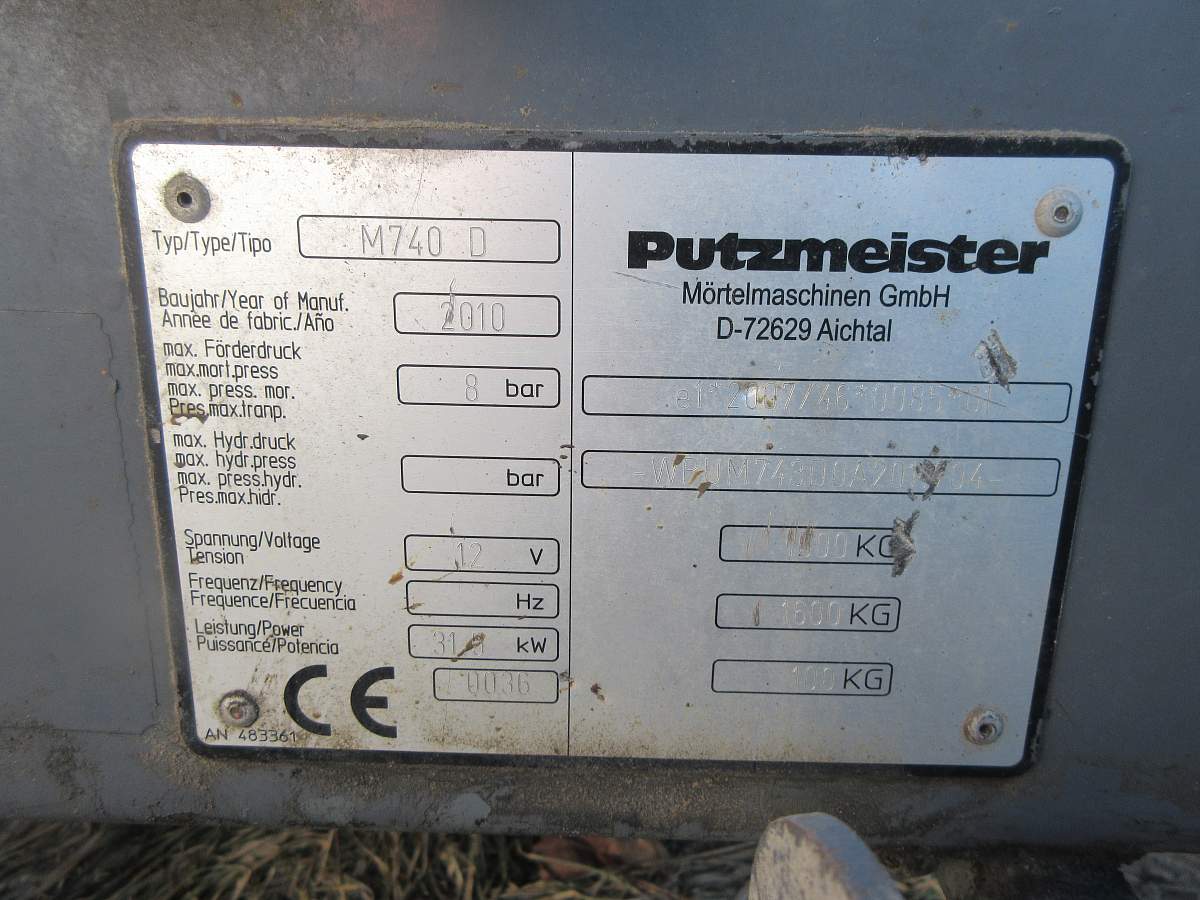 Typ/Type/Tipo M740 D
Baujahr/Year of Manuf.
Année de fabric./Año 2010
max. Förderdruck
max.mort.press
max. press. mor. 8 bar
Pres.max.tranp.
max. Hydr.druck
max. hydr.press
max. press.hydr. bar
Pres.max.hidr.
Spannung/Voltage
Tension 12 V
Frequenz/Frequency
Frequence/Frecuencia Hz
Leistung/Power
Puissance/Potencia kW
CE 0036
AN 483361
Putzmeister
Mörtelmaschinen GmbH
D-72629 Aichtal
KG
1600 KG
100 KG